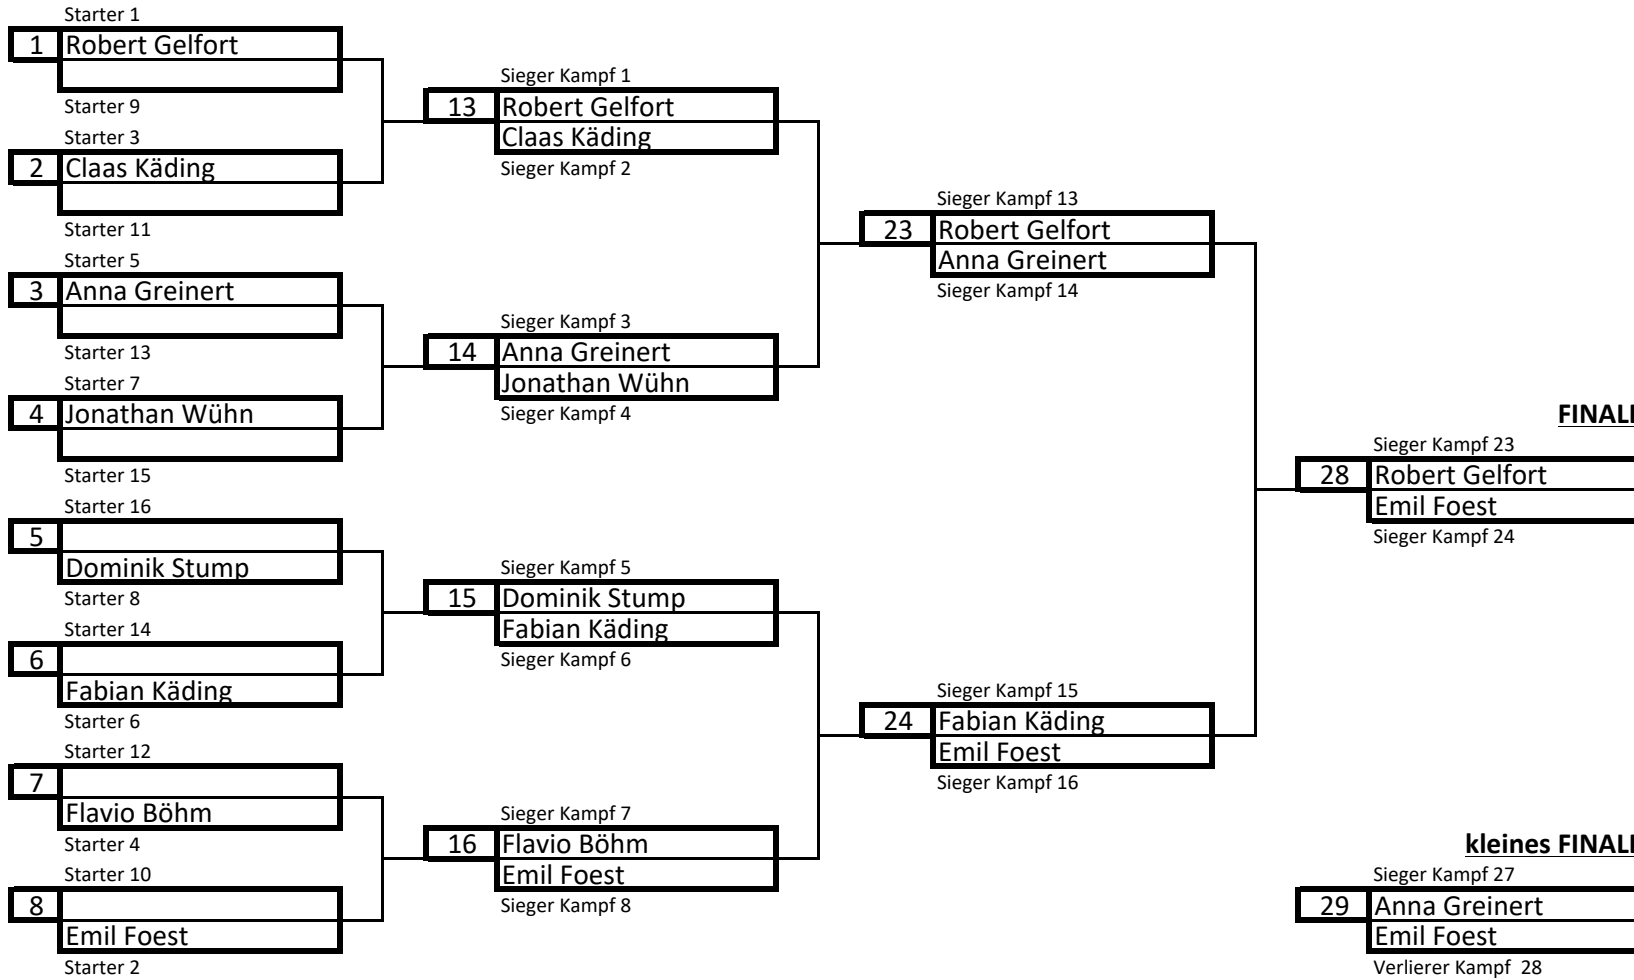 Starter 1
1 Robert Gelfort
Starter 9
Starter 3
2 Claas Käding
Starter 11
Starter 5
3 Anna Greinert
Starter 13
Starter 7
4 Jonathan Wühn
Starter 15
Starter 16
5
Dominik Stump
Starter 8
Starter 14
6
Fabian Käding
Starter 6
Starter 12
7
Flavio Böhm
Starter 4
Starter 10
8
Emil Foest
Starter 2
Sieger Kampf 1
13 Robert Gelfort
Claas Käding
Sieger Kampf 2
Sieger Kampf 3
14 Anna Greinert
Jonathan Wühn
Sieger Kampf 4
Sieger Kampf 5
15 Dominik Stump
Fabian Käding
Sieger Kampf 6
Sieger Kampf 7
16 Flavio Böhm
Emil Foest
Sieger Kampf 8
Sieger Kampf 13
23 Robert Gelfort
Anna Greinert
Sieger Kampf 14
Sieger Kampf 15
24 Fabian Käding
Emil Foest
Sieger Kampf 16
FINALE
Sieger Kampf 23
28 Robert Gelfort
Emil Foest
Sieger Kampf 24
kleines FINALE
Sieger Kampf 27
29 Anna Greinert
Emil Foest
Verlierer Kampf 28